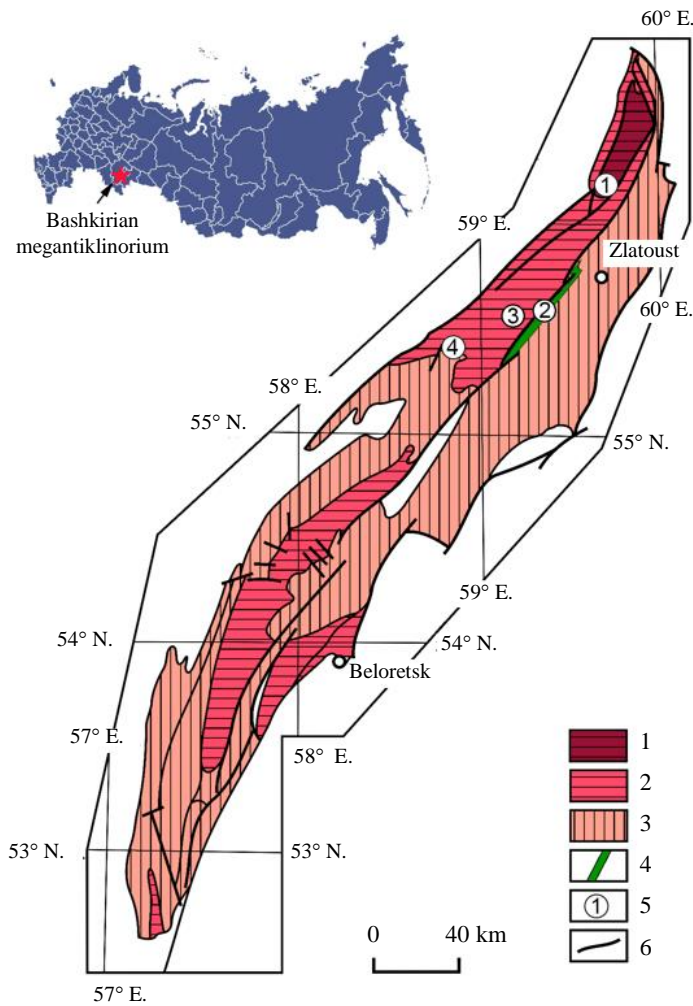 60° E.
Bashkirian
megantiklinorium
1
59° E.
Zlatoust
60° E.
3
2
4
58° E.
55° N.
55° N.
59° E.
54° N.
54° N.
Beloretsk
57° E.
58° E.
1
2
53° N.
53° N.
3
4
1
5
0
40 km
6
57° E.